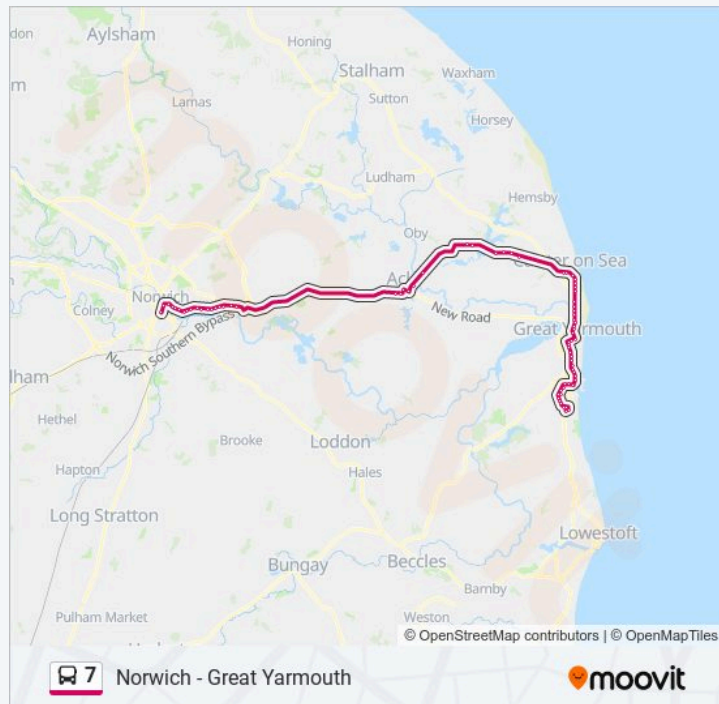 Aylsham
Honing
Waxham
Stalham
Lamas
Sutton
Horsey
Ludham
Hemsby
Oby
on Sea
Norwich
Colney
New Road
Great Yarmouth
Norwich Southern Bypass
Hethel
Brooke
Loddon
Hapton
Hales
Long Stratton
Lowestoft
Bungay
Beccles
Bamby
Pulham Market
Weston
© OpenStreetMap contributors | © OpenMapTiles
7 Norwich - Great Yarmouth
moovit